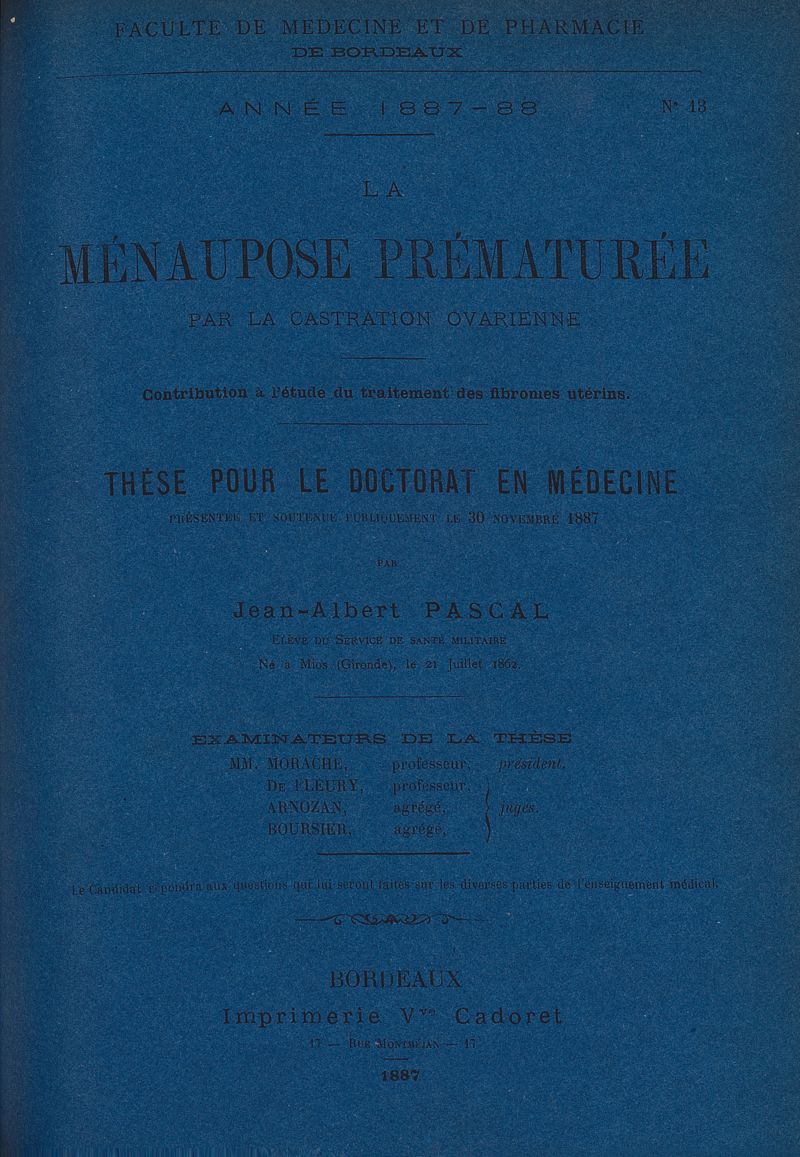 FACULTE DE MEDECINE ET DE PHARMACIE
DE BORDEAUX
ANNÉE 1887-88 N° 13
LA
MÉNAUPOSE PRÉMATURÉE
PAR LA CASTRATION OVARIENNE
Contribution à l'étude du traitement des fibromes utérins.
THÈSE POUR LE DOCTORAT EN MÉDECINE
PRÉSENTÉE ET SOUTENUE PUBLIQUEMENT LE 30 NOVEMBRE 1887
PAR
Jean-Albert PASCAL
ELÈVE DU SERVICE DE SANTÉ MILITAIRE
Né à Mios (Gironde), le 21 Juillet 1862.
EXAMINATEURS DE LA THÈSE
MM. MORACHE, professeur, président.
DE FLEURY, professeur,
ARNOZAN, agrégé, juges.
BOURSIER, agrégé,
Le Candidat répondra aux questions qui lui seront faites sur les diverses parties de l'enseignement médical.
BORDEAUX
Imprimerie Vve Cadoret
17 — RUE MONTMÉJAN — 17
1887